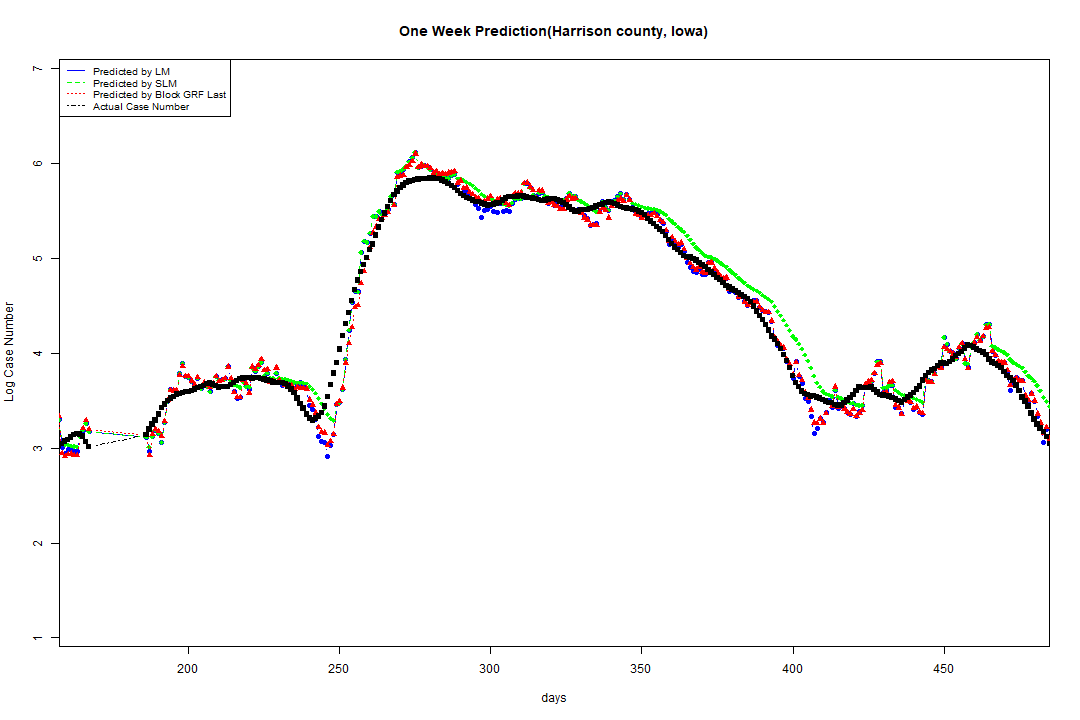 One Week Prediction(Harrison county, Iowa)
Predicted by LM
Predicted by SLM
Predicted by Block GRF Last
Actual Case Number
7
6
5
4
3
2
1
Log Case Number
200 250 300 350 400 450
days